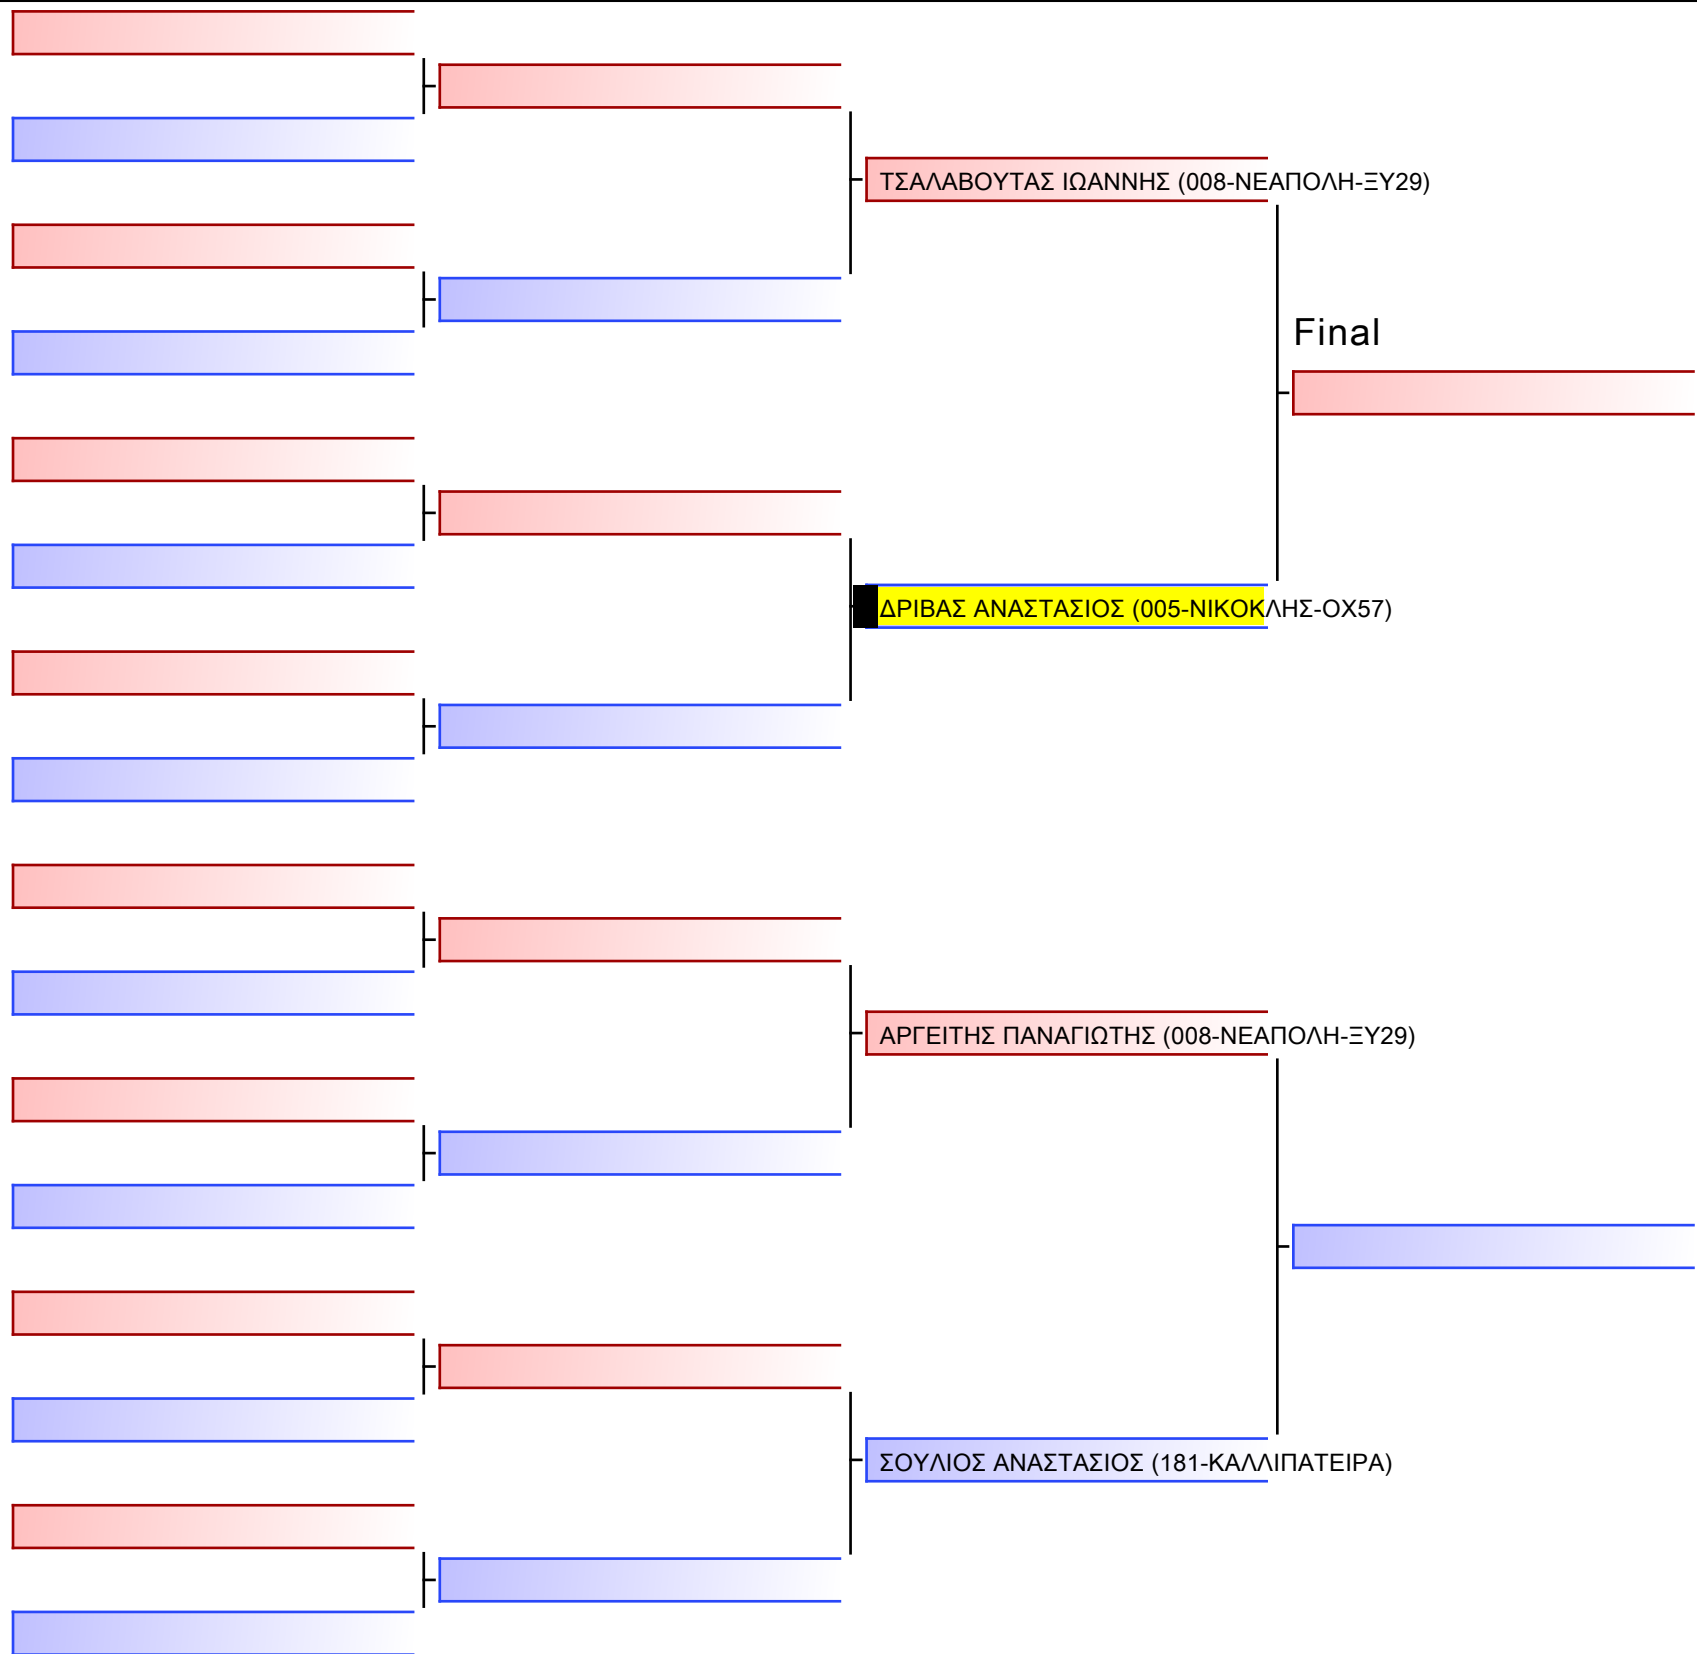 ΤΣΑΛΑΒΟΥΤΑΣ ΙΩΑΝΝΗΣ (008-ΝΕΑΠΟΛΗ-ΞΥ29)
Final
ΔΡΙΒΑΣ ΑΝΑΣΤΑΣΙΟΣ (005-ΝΙΚΟΚΛΗΣ-ΟΧ57)
ΑΡΓΕΙΤΗΣ ΠΑΝΑΓΙΩΤΗΣ (008-ΝΕΑΠΟΛΗ-ΞΥ29)
ΣΟΥΛΙΟΣ ΑΝΑΣΤΑΣΙΟΣ (181-ΚΑΛΛΙΠΑΤΕΙΡΑ)